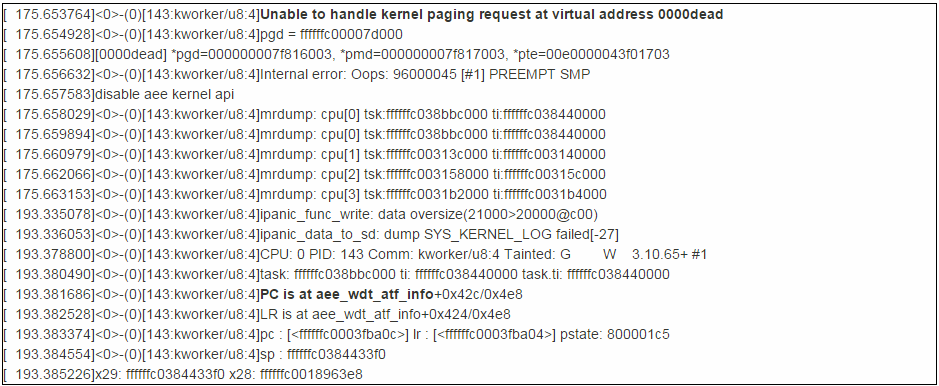 [ 175.653764]<0>-(0)[143:kworker/u8:4]Unable to handle kernel paging request at virtual address 0000dead
[ 175.654928]<0>-(0)[143:kworker/u8:4]pgd = ffffffc00007d000
[ 175.655608][0000dead] *pgd=000000007f816003, *pmd=000000007f817003, *pte=00e0000043f01703
[ 175.656632]<0>-(0)[143:kworker/u8:4]Internal error: Oops: 96000045 [#1] PREEMPT SMP
[ 175.657583]disable aee kernel api
[ 175.658029]<0>-(0)[143:kworker/u8:4]mrdump: cpu[0] tsk:ffffffc038bbc000 ti:ffffffc038440000
[ 175.659894]<0>-(0)[143:kworker/u8:4]mrdump: cpu[0] tsk:ffffffc038bbc000 ti:ffffffc038440000
[ 175.660979]<0>-(0)[143:kworker/u8:4]mrdump: cpu[1] tsk:ffffffc00313c000 ti:ffffffc003140000
[ 175.662066]<0>-(0)[143:kworker/u8:4]mrdump: cpu[2] tsk:ffffffc003158000 ti:ffffffc00315c000
[ 175.663153]<0>-(0)[143:kworker/u8:4]mrdump: cpu[3] tsk:ffffffc0031b2000 ti:ffffffc0031b4000
[ 193.335078]<0>-(0)[143:kworker/u8:4]ipanic_func_write: data oversize(21000>20000@c00)
[ 193.336053]<0>-(0)[143:kworker/u8:4]ipanic_data_to_sd: dump SYS_KERNEL_LOG failed[-27]
[ 193.378800]<0>-(0)[143:kworker/u8:4]CPU: 0 PID: 143 Comm: kworker/u8:4 Tainted: G W 3.10.65+ #1
[ 193.380490]<0>-(0)[143:kworker/u8:4]task: ffffffc038bbc000 ti: ffffffc038440000 task.ti: ffffffc038440000
[ 193.381686]<0>-(0)[143:kworker/u8:4]PC is at aee_wdt_atf_info+0x42c/0x4e8
[ 193.382528]<0>-(0)[143:kworker/u8:4]LR is at aee_wdt_atf_info+0x424/0x4e8
[ 193.383374]<0>-(0)[143:kworker/u8:4]pc : [<ffffffc0003fba0c>] lr : [<ffffffc0003fba04>] pstate: 800001c5
[ 193.384554]<0>-(0)[143:kworker/u8:4]sp : ffffffc0384433f0
[ 193.385226]x29: ffffffc0384433f0 x28: ffffffc0018963e8